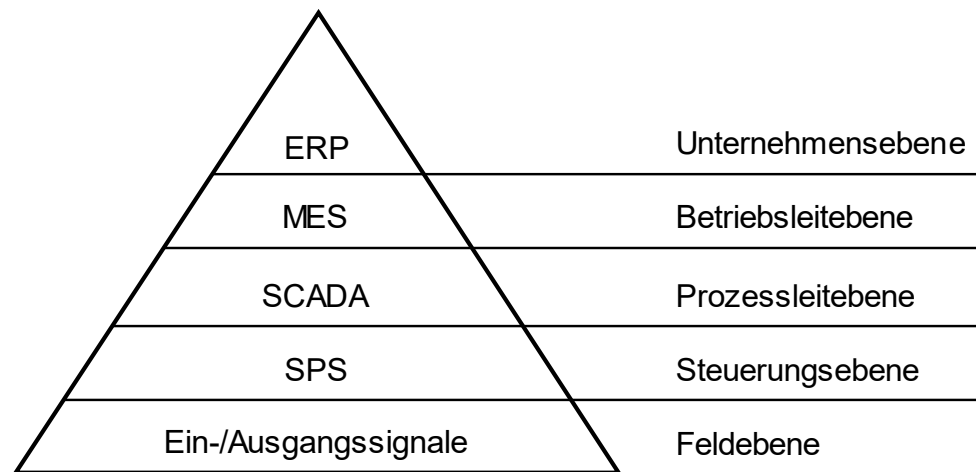 ERP Unternehmensebene
MES Betriebsleitebene
SCADA Prozessleitebene
SPS Steuerungsebene
Ein-/Ausgangssignale Feldebene